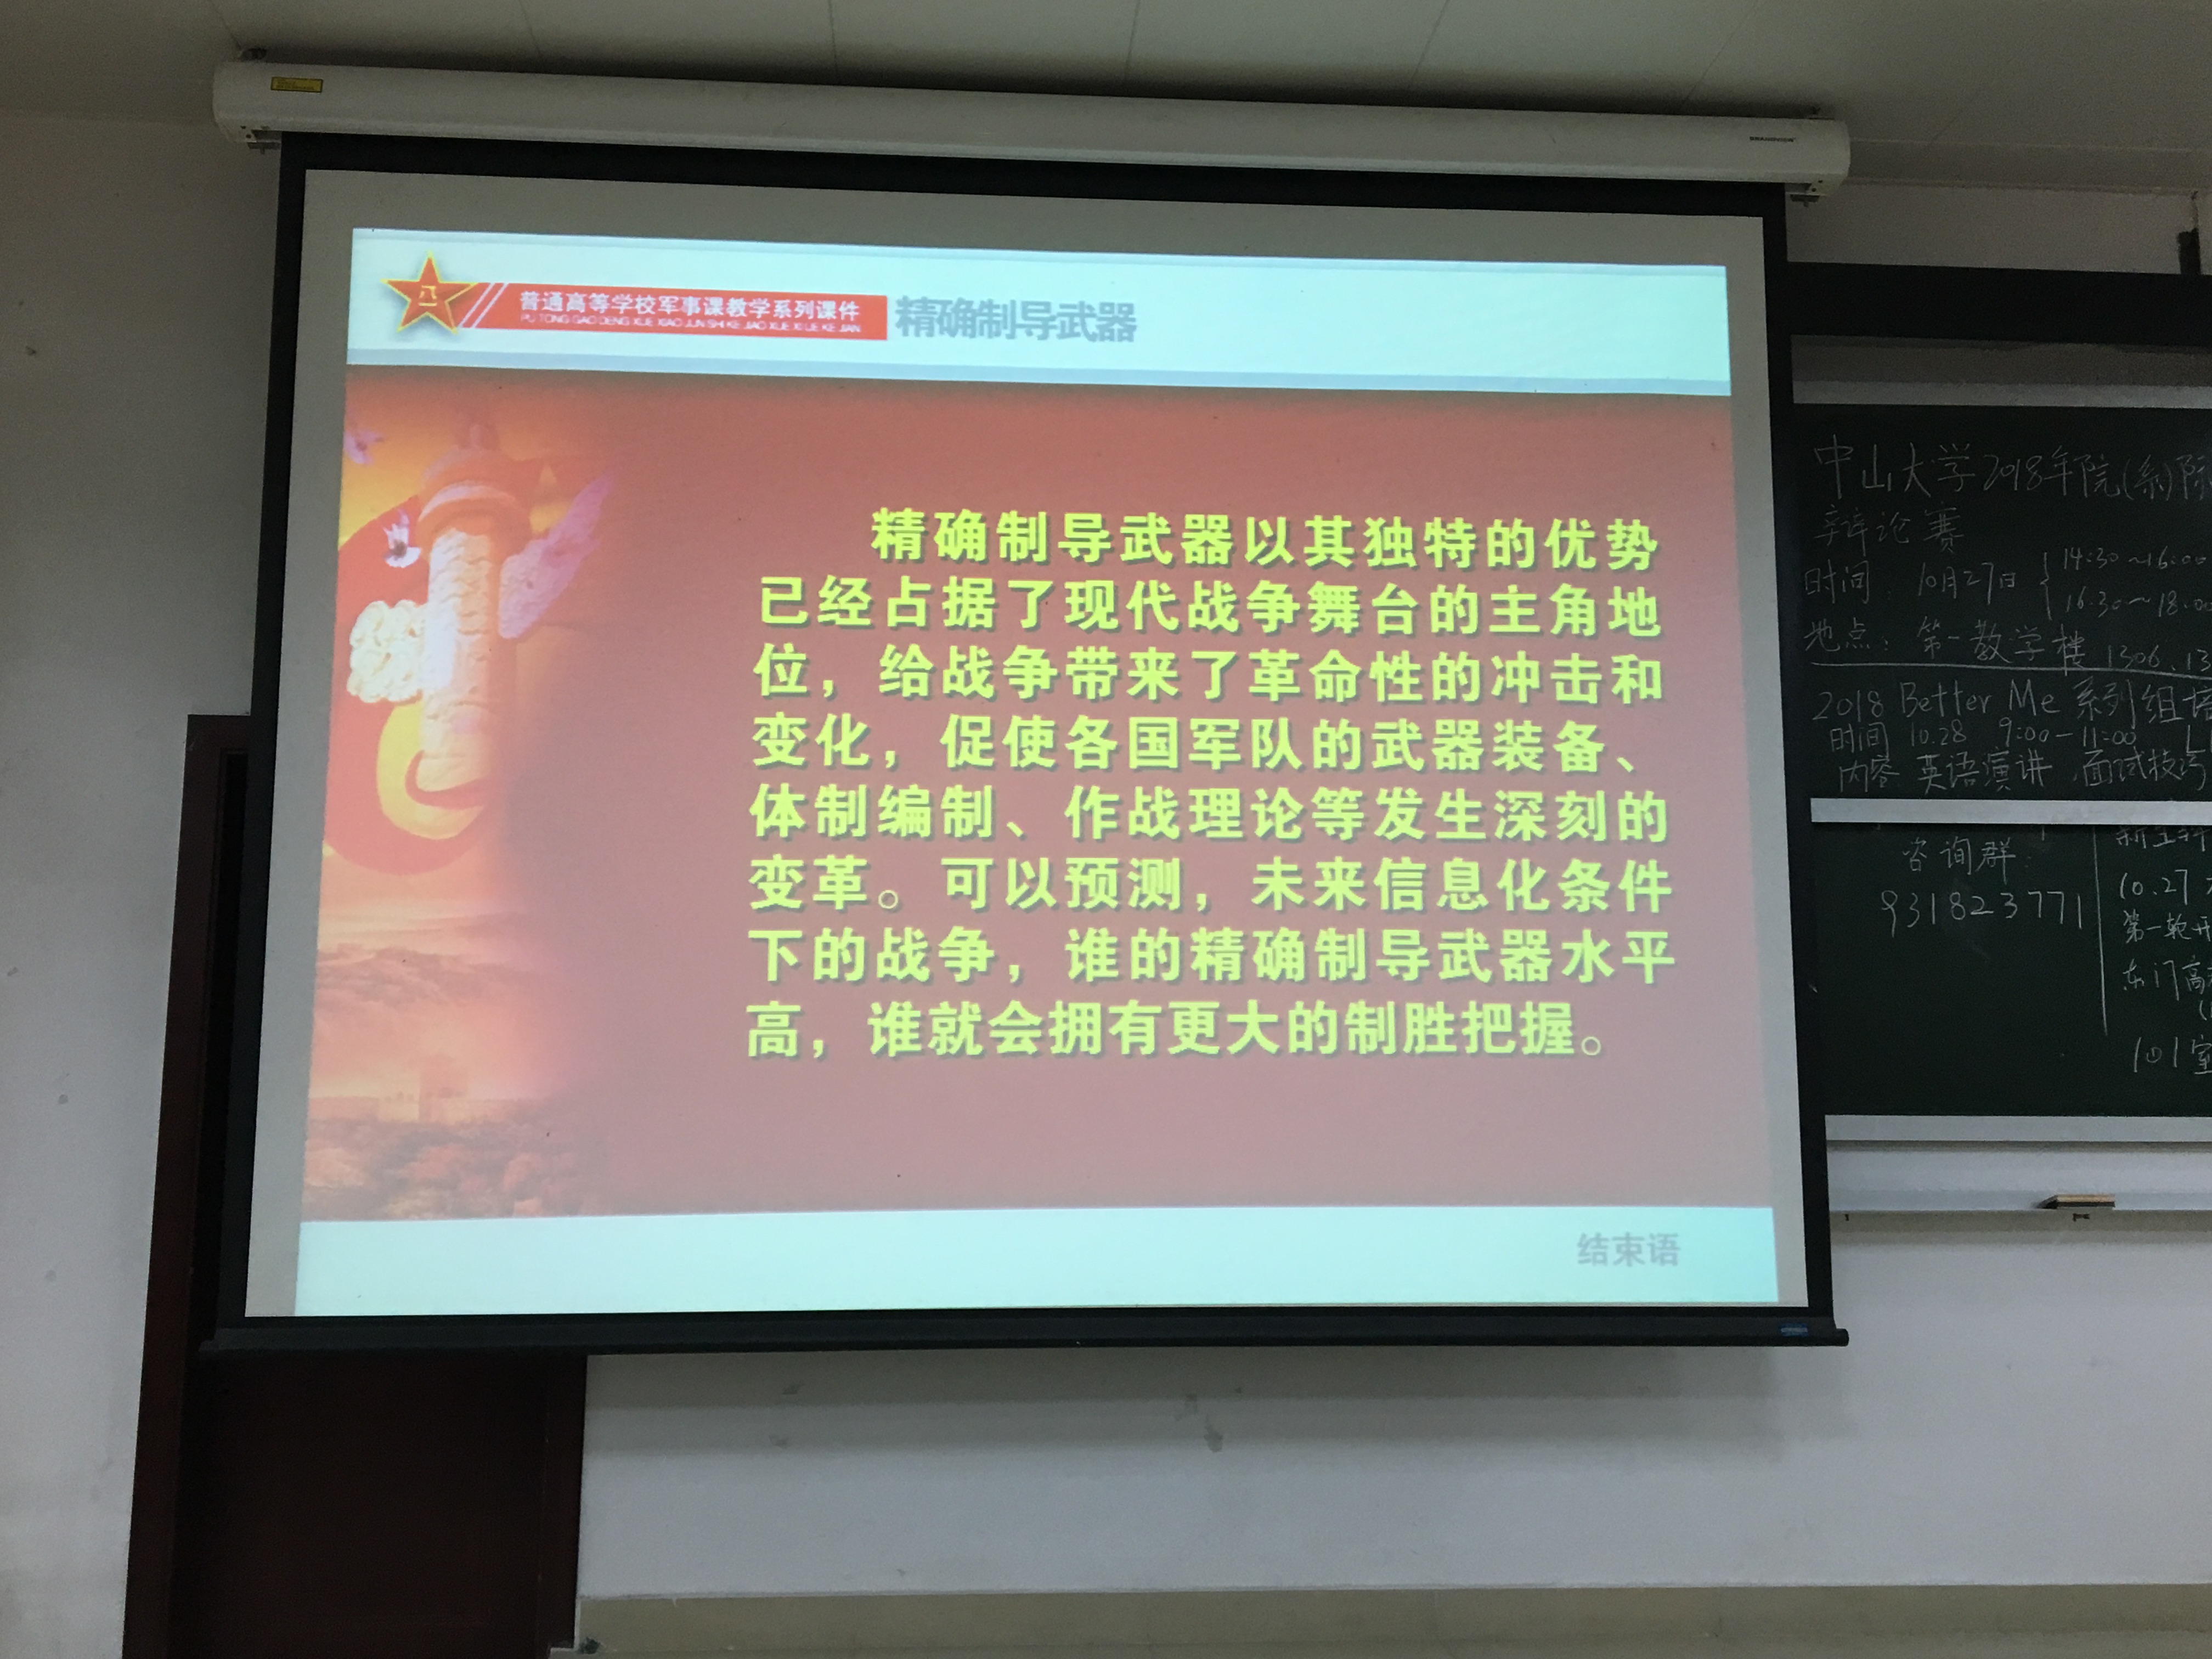 八一
普通高等学校军事课教学系列课件
PU TONG GAO DENG XUE XIAO JUN SHI KE JIAO XUE XI LIE KE JIAN
精确制导武器
精确制导武器以其独特的优势
已经占据了现代战争舞台的主角地
位，给战争带来了革命性的冲击和
变化，促使各国军队的武器装备、
体制编制、作战理论等发生深刻的
变革。可以预测，未来信息化条件
下的战争，谁的精确制导武器水平
高，谁就会拥有更大的制胜把握。
结束语
中山大学2018年院(系)际
辩论赛
时间：10月27日
14:30~16:00
16:30~18:0
地点：第一教学楼 1306、13
2018 Better Me 系列组
时间 10.28 9:00-11:00
内容 英语演讲 面试技巧
咨询群：
931823771
10.27
第一轮开
东门高
101室